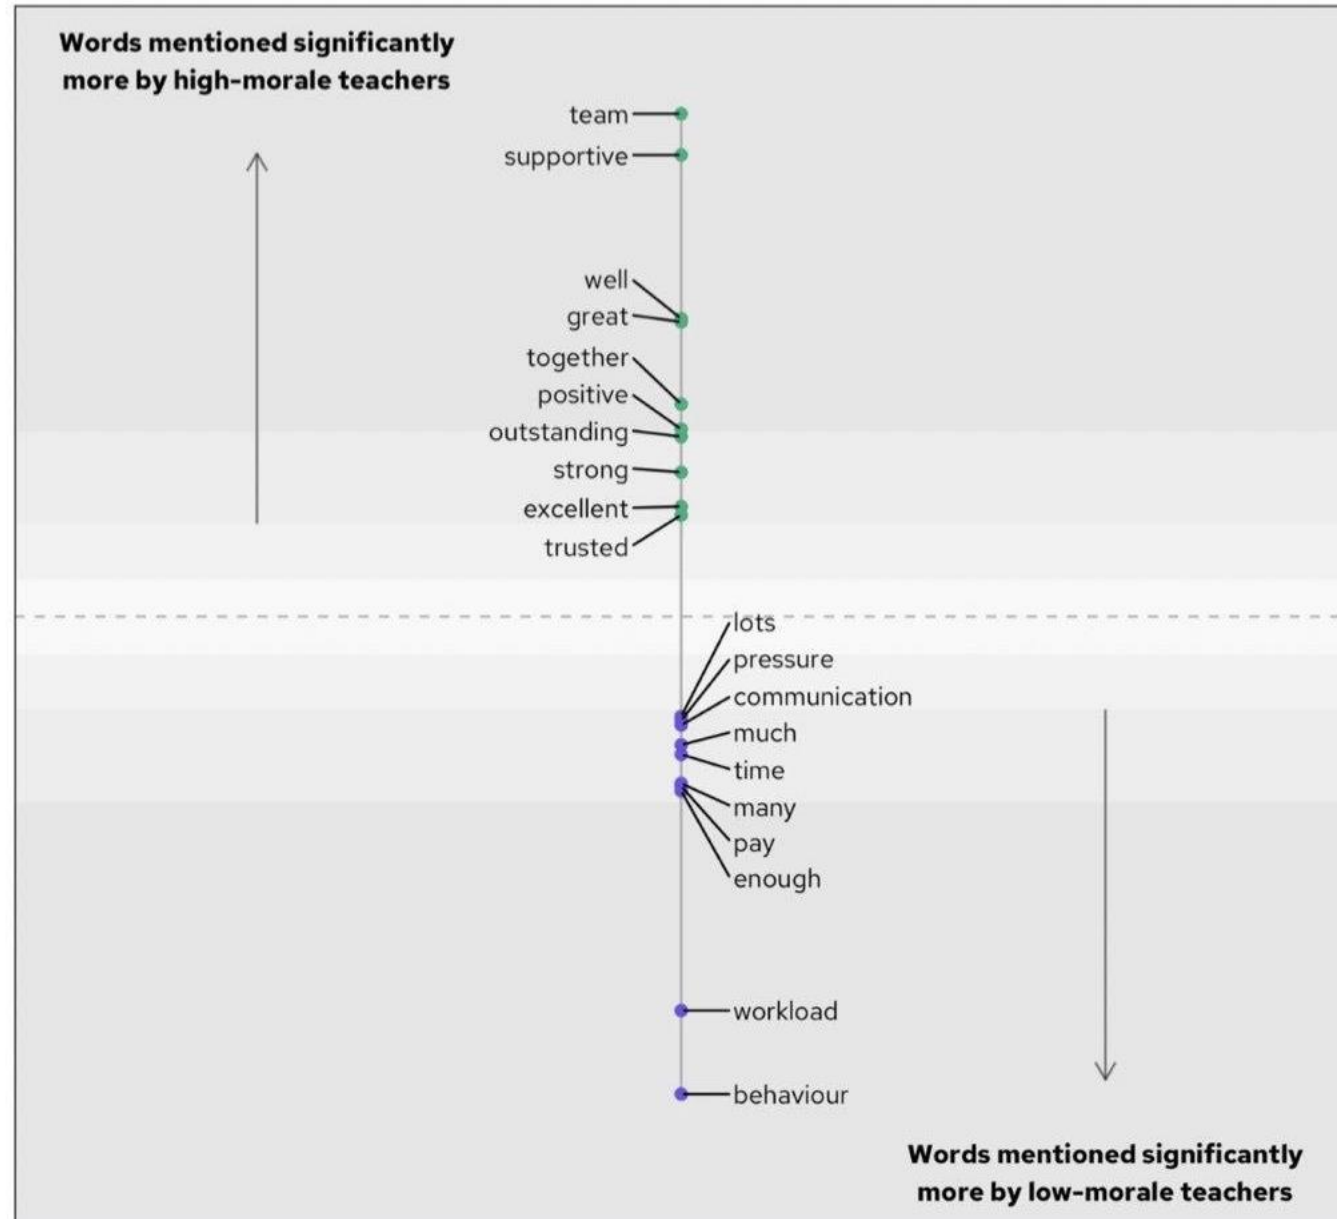 Words mentioned significantly
more by high-morale teachers
team
supportive
well
great
together
positive
outstanding
strong
excellent
trusted
lots
pressure
communication
much
time
many
pay
enough
workload
behaviour
Words mentioned significantly
more by low-morale teachers